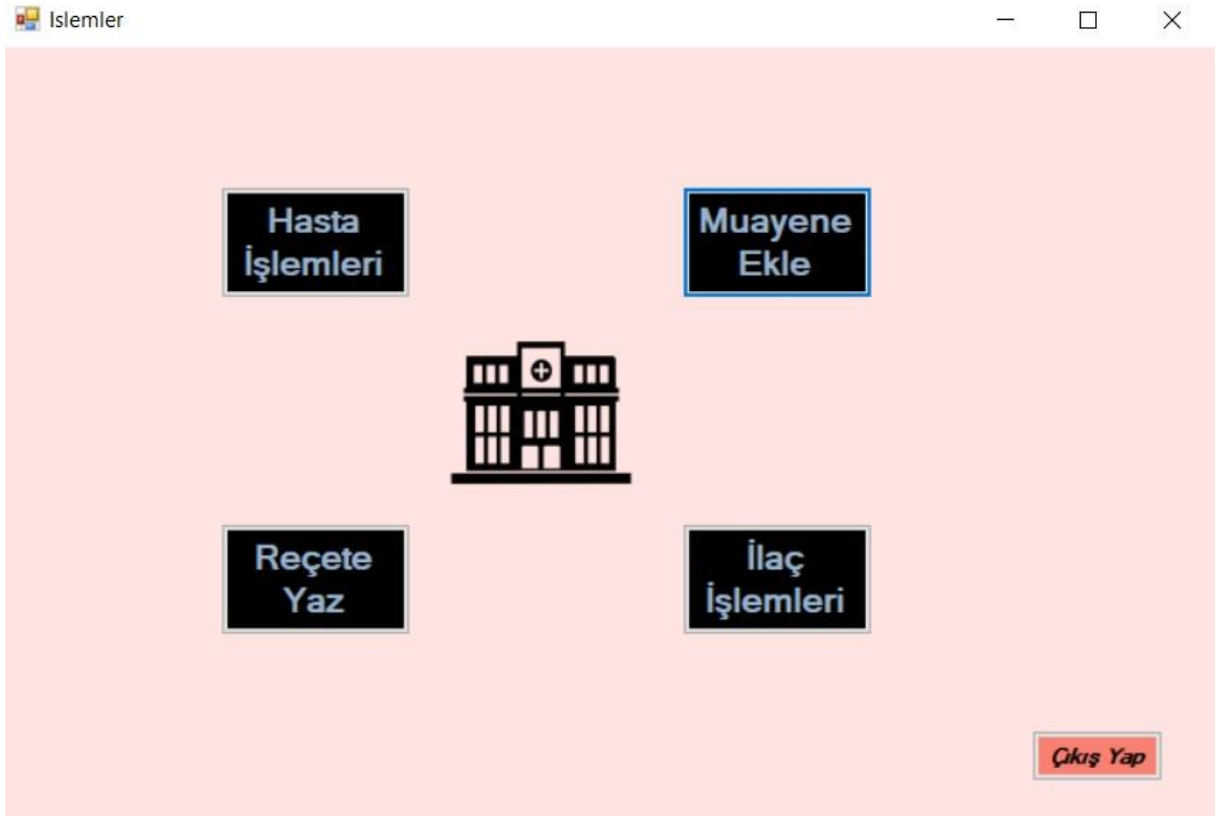 Islemler
Hasta
İşlemleri
Muayene
Ekle
Reçete
Yaz
İlaç
İşlemleri
Çıkış Yap